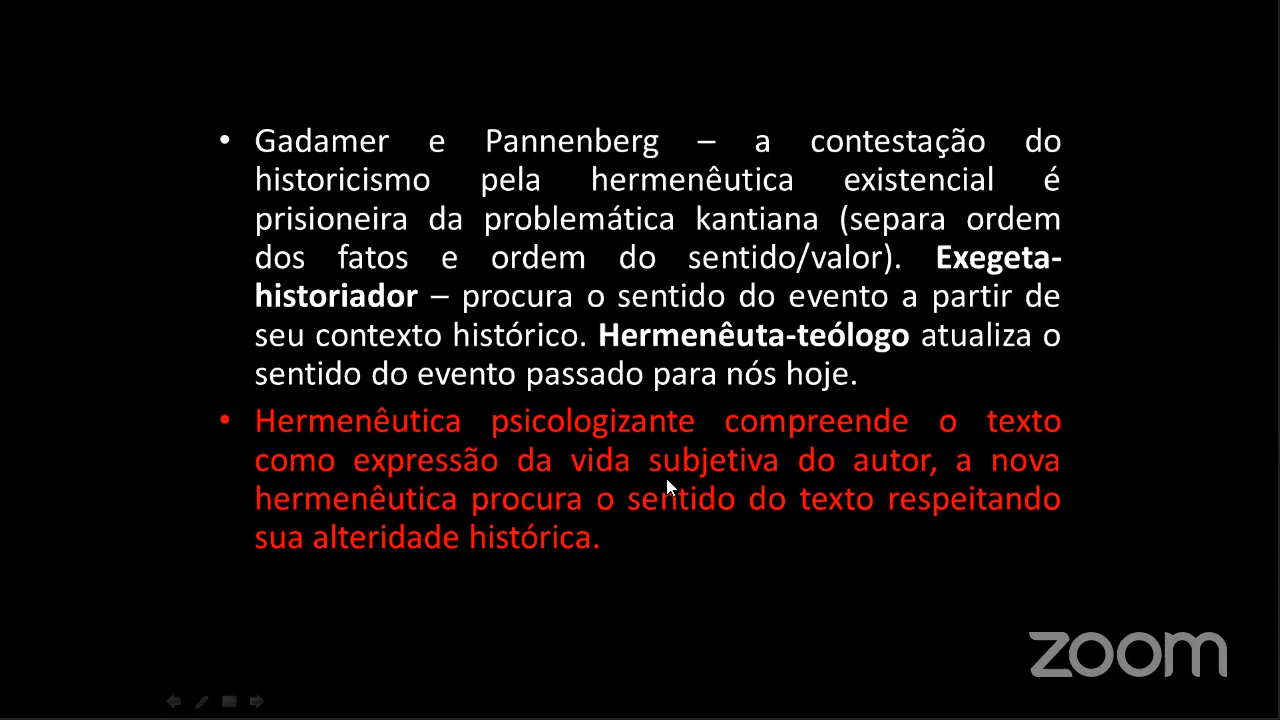 • Gadamer e Pannenberg – a contestação do
historicismo pela hermenêutica existencial é
prisioneira da problemática kantiana (separa ordem
dos fatos e ordem do sentido/valor). Exegeta-
historiador – procura o sentido do evento a partir de
seu contexto histórico. Hermenêuta-teólogo atualiza o
sentido do evento passado para nós hoje.
• Hermenêutica psicologizante compreende o texto
como expressão da vida subjetiva do autor, a nova
hermenêutica procura o sentido do texto respeitando
sua alteridade histórica.
zoom